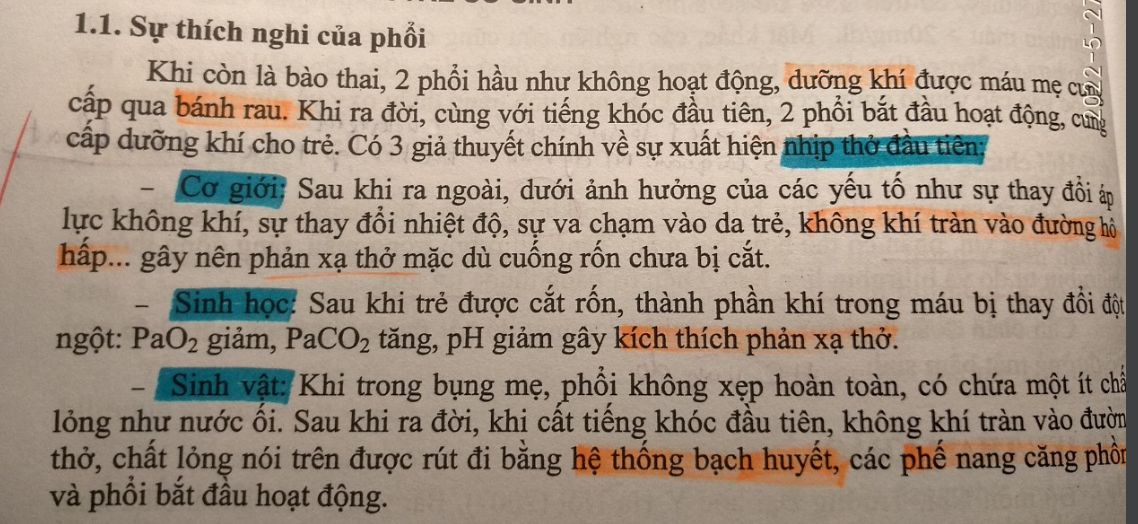 1.1. Sự thích nghi của phổi
Khi còn là bào thai, 2 phổi hầu như không hoạt động, dưỡng khí được máu mẹ cung
cấp qua bánh rau. Khi ra đời, cùng với tiếng khóc đầu tiên, 2 phổi bắt đầu hoạt động, cung
cấp dưỡng khí cho trẻ. Có 3 giả thuyết chính về sự xuất hiện nhịp thở đầu tiên:
– Cơ giới: Sau khi ra ngoài, dưới ảnh hưởng của các yếu tố như sự thay đổi áp
lực không khí, sự thay đổi nhiệt độ, sự va chạm vào da trẻ, không khí tràn vào đường hô
hấp... gây nên phản xạ thở mặc dù cuống rốn chưa bị cắt.
– Sinh học: Sau khi trẻ được cắt rốn, thành phần khí trong máu bị thay đổi đột
ngột: PaO₂ giảm, PaCO₂ tăng, pH giảm gây kích thích phản xạ thở.
– Sinh vật: Khi trong bụng mẹ, phổi không xẹp hoàn toàn, có chứa một ít
lỏng như nước ối. Sau khi ra đời, khi cất tiếng khóc đầu tiên, không khí tràn vào
thở, chất lỏng nói trên được rút đi bằng hệ thống bạch huyết, các phế nang căng
và phổi bắt đầu hoạt động.
2022-5-27